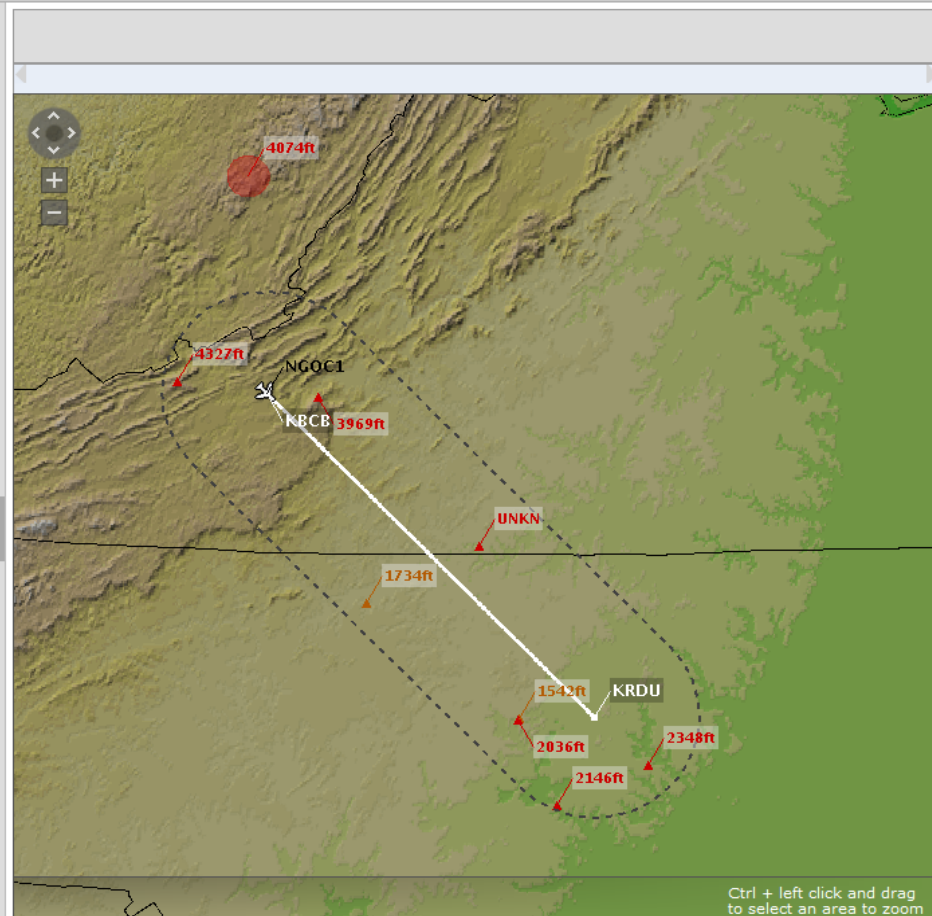 4074ft
4327ft
NGOC1
KBCB
3969ft
UNKN
1734ft
1542ft
KRDU
2036ft
2348ft
2146ft
Ctrl + left click and drag
to select an area to zoom